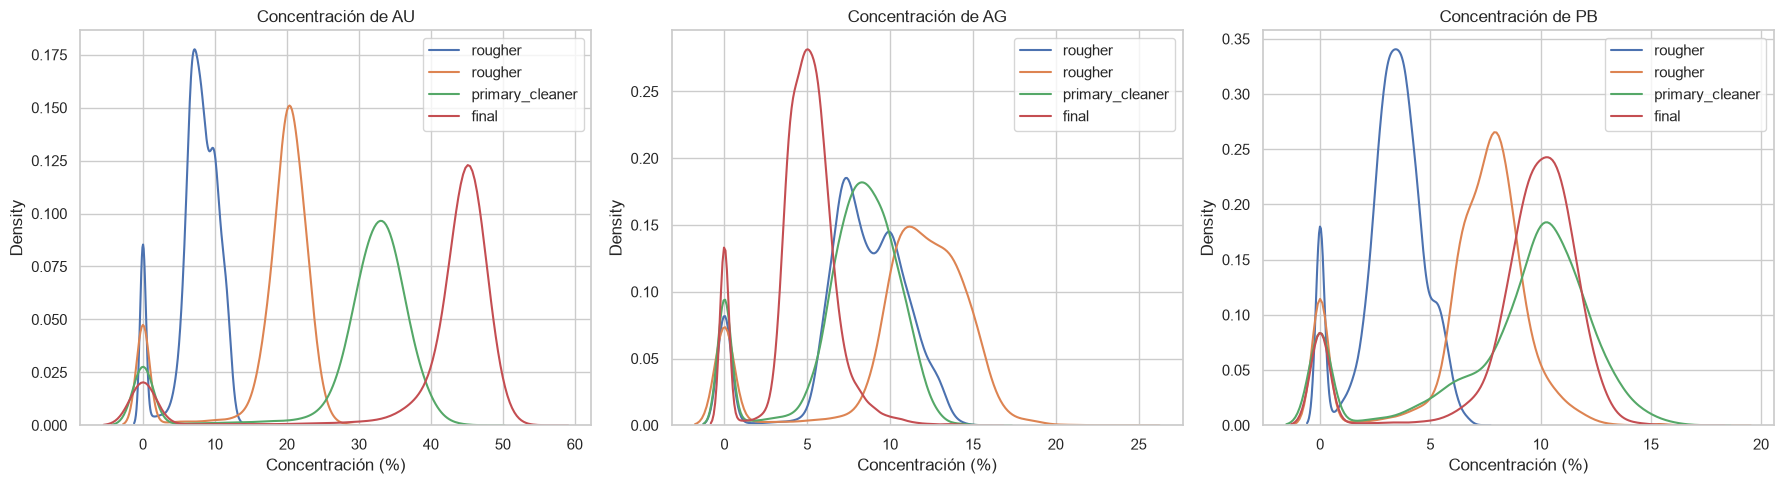 Concentración de AU
rougher
rougher
primary_cleaner
final
Density
0.175
0.150
0.125
0.100
0.075
0.050
0.025
0.000
0 10 20 30 40 50 60
Concentración (%)
Concentración de AG
rougher
rougher
primary_cleaner
final
Density
0.25
0.20
0.15
0.10
0.05
0.00
0 5 10 15 20 25
Concentración (%)
Concentración de PB
rougher
rougher
primary_cleaner
final
Density
0.35
0.30
0.25
0.20
0.15
0.10
0.05
0.00
0 5 10 15 20
Concentración (%)